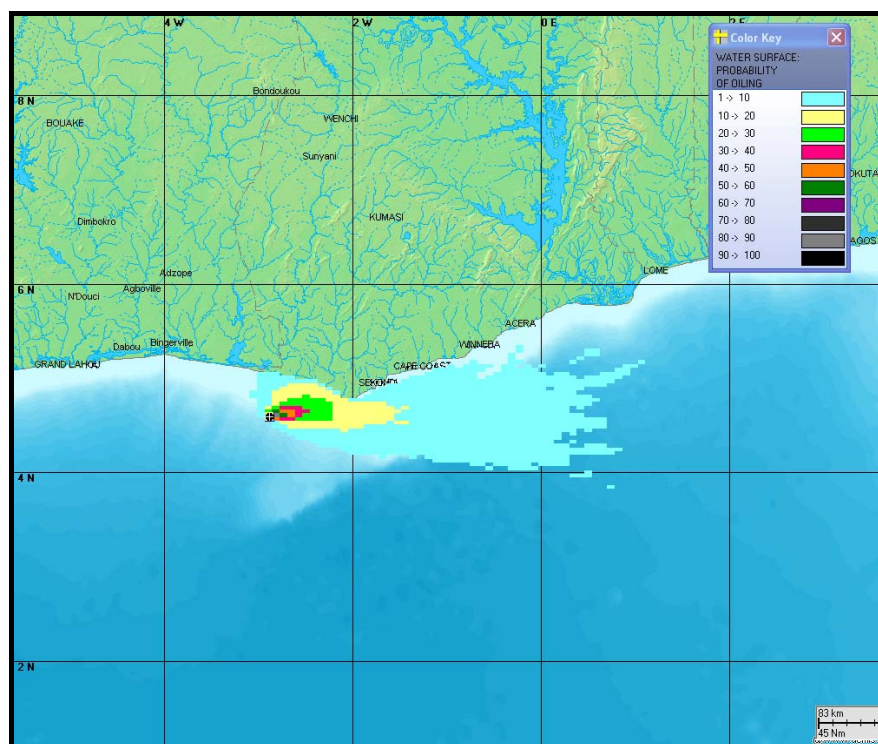 4 W
2 W
0 E
Color Key
WATER SURFACE:
PROBABILITY
OF OILING
1 -> 10
10 -> 20
20 -> 30
30 -> 40
40 -> 50
50 -> 60
60 -> 70
70 -> 80
80 -> 90
90 -> 100
8 N
Bondoukou
BOUAKE
WENCHI
Sunyani
OKUTA
Dimbokro
KUMASI
AGOS
Adzope
LOME
6 N
N'Douci
Agboville
ACERA
Dabou
Bingerville
WINNEBA
GRAND LAHOU
CAPE COAST
4 N
2 N
83 km
45 Nm